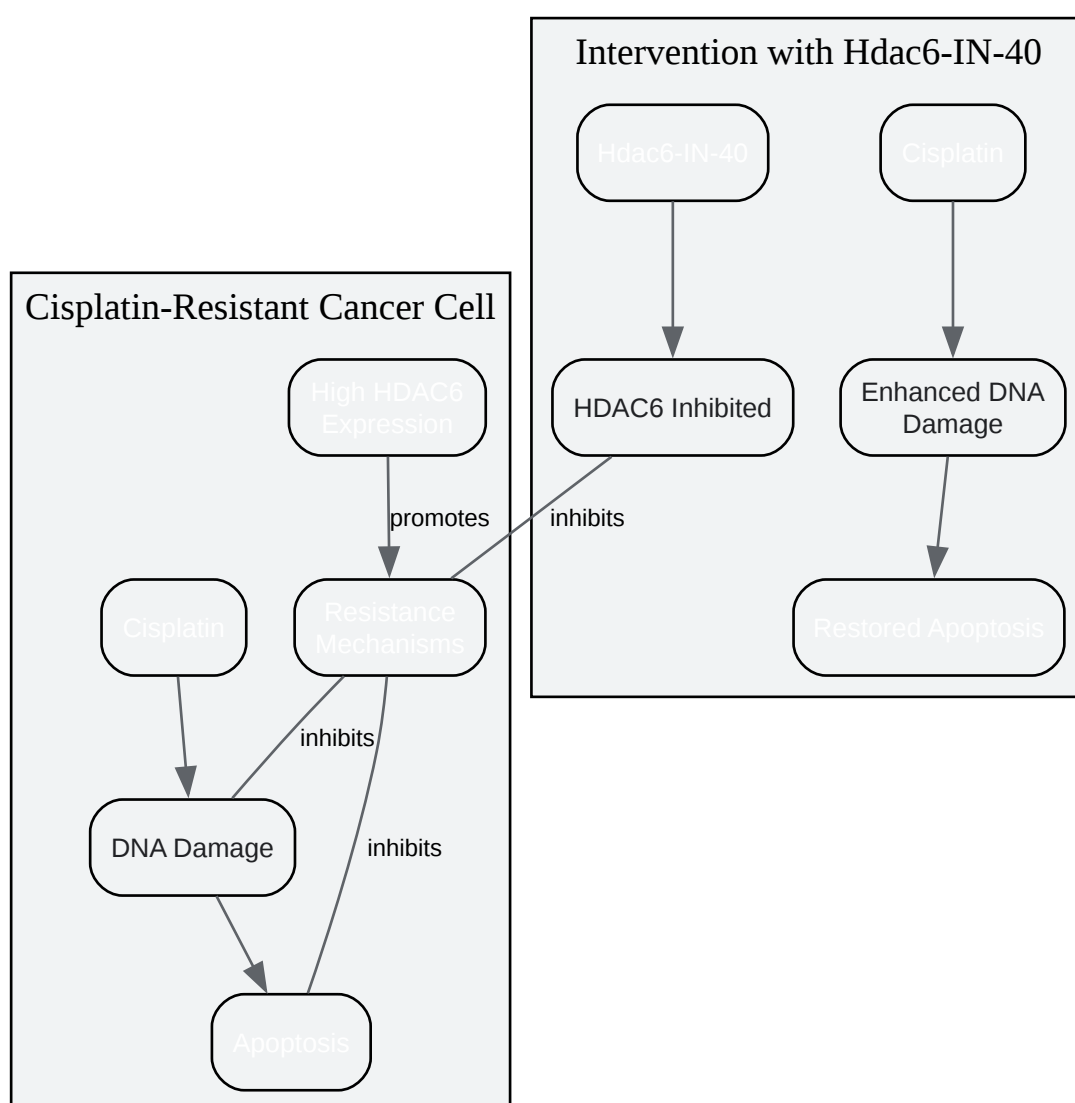 Intervention with Hdac6-IN-40
Hdac6-IN-40
Cisplatin
Cisplatin-Resistant Cancer Cell
High HDAC6
Expression
HDAC6 Inhibited
Enhanced DNA
Damage
promotes
inhibits
Cisplatin
Resistance
Mechanisms
Restored Apoptosis
inhibits
DNA Damage
inhibits
Apoptosis